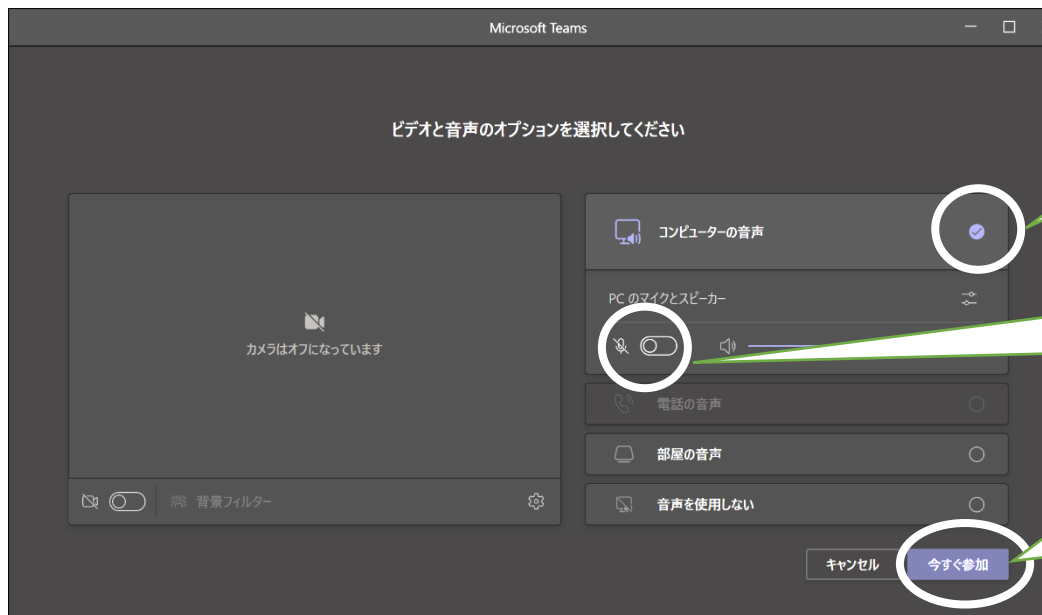 Microsoft Teams
ビデオと音声のオプションを選択してください
コンピューターの音声
PC のマイクとスピーカー
カメラはオフになっています
電話の音声
部屋の音声
背景フィルター
音声を使用しない
キャンセル
今すぐ参加